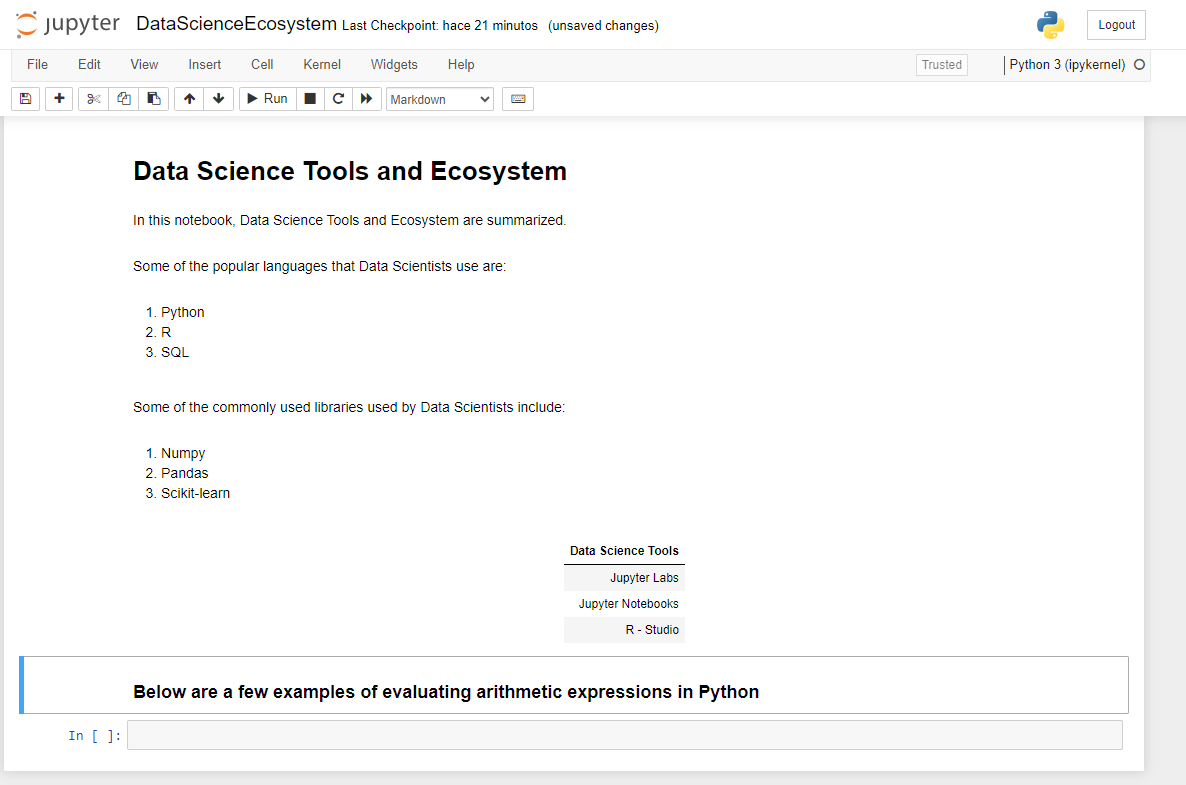 jupyter DataScienceEcosystem Last Checkpoint: hace 21 minutos (unsaved changes) Logout
File Edit View Insert Cell Kernel Widgets Help Trusted Python 3 (ipykernel)
Run Markdown
Data Science Tools and Ecosystem
In this notebook, Data Science Tools and Ecosystem are summarized.
Some of the popular languages that Data Scientists use are:
1. Python
2. R
3. SQL
Some of the commonly used libraries used by Data Scientists include:
1. Numpy
2. Pandas
3. Scikit-learn
Data Science Tools
Jupyter Labs
Jupyter Notebooks
R - Studio
Below are a few examples of evaluating arithmetic expressions in Python
In [ ]: